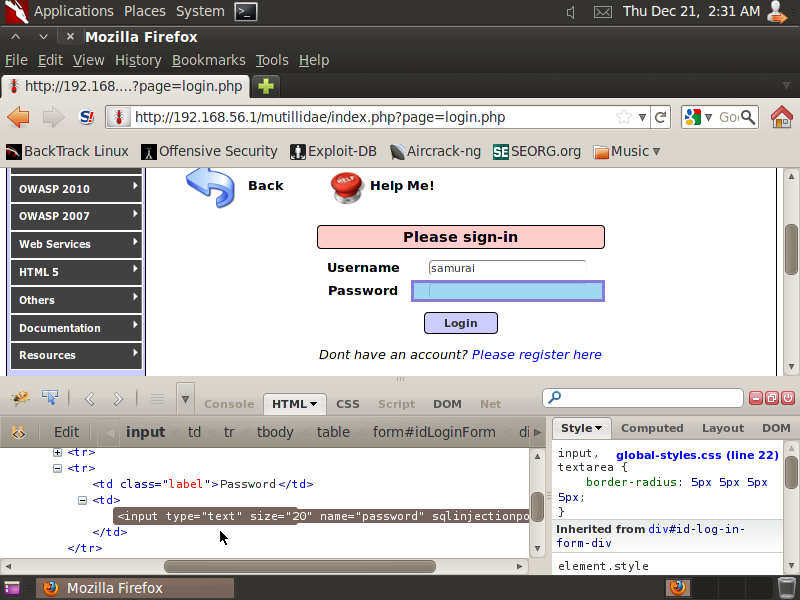 Applications Places System Thu Dec 21, 2:31 AM
Mozilla Firefox
File Edit View History Bookmarks Tools Help
http://192.168....?page=login.php
S! http://192.168.56.1/mutillidae/index.php?page=login.php Go
BackTrack Linux Offensive Security Exploit-DB Aircrack-ng SE SEORG.org Music
OWASP 2010
OWASP 2007
Web Services
HTML 5
Others
Documentation
Resources
Back HELP Help Me!
Please sign-in
Username samurai
Password
Login
Dont have an account? Please register here
Console HTML CSS Script DOM Net
Edit input < td < tr < tbody < table < form#idLoginForm < di
<tr>
<tr>
<td class="label">Password</td>
<td>
<input type="text" size="20" name="password" sqlinjectionpo
</td>
</tr>
Style Computed Layout DOM
input, global-styles.css (line 22)
textarea {
border-radius: 5px 5px 5px
5px;
}
Inherited from div#id-log-in-
form-div
element.style
Mozilla Firefox